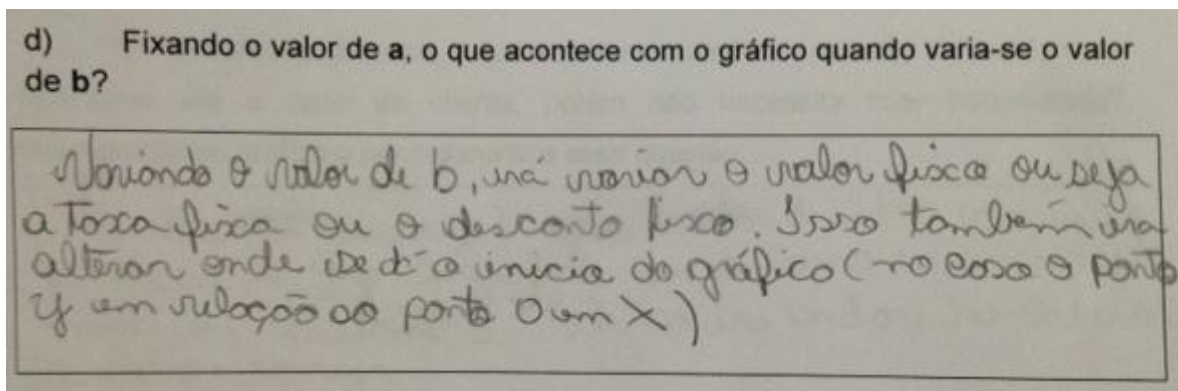 d) Fixando o valor de a, o que acontece com o gráfico quando varia-se o valor
de b?
Variando o valor de b, irá variar o valor fixco ou seja
a taxa fixa ou o desconto fixo. Isso também irá
alterar onde se dá o inicio do gráfico (no caso o ponto
y em relação ao ponto 0 em X)